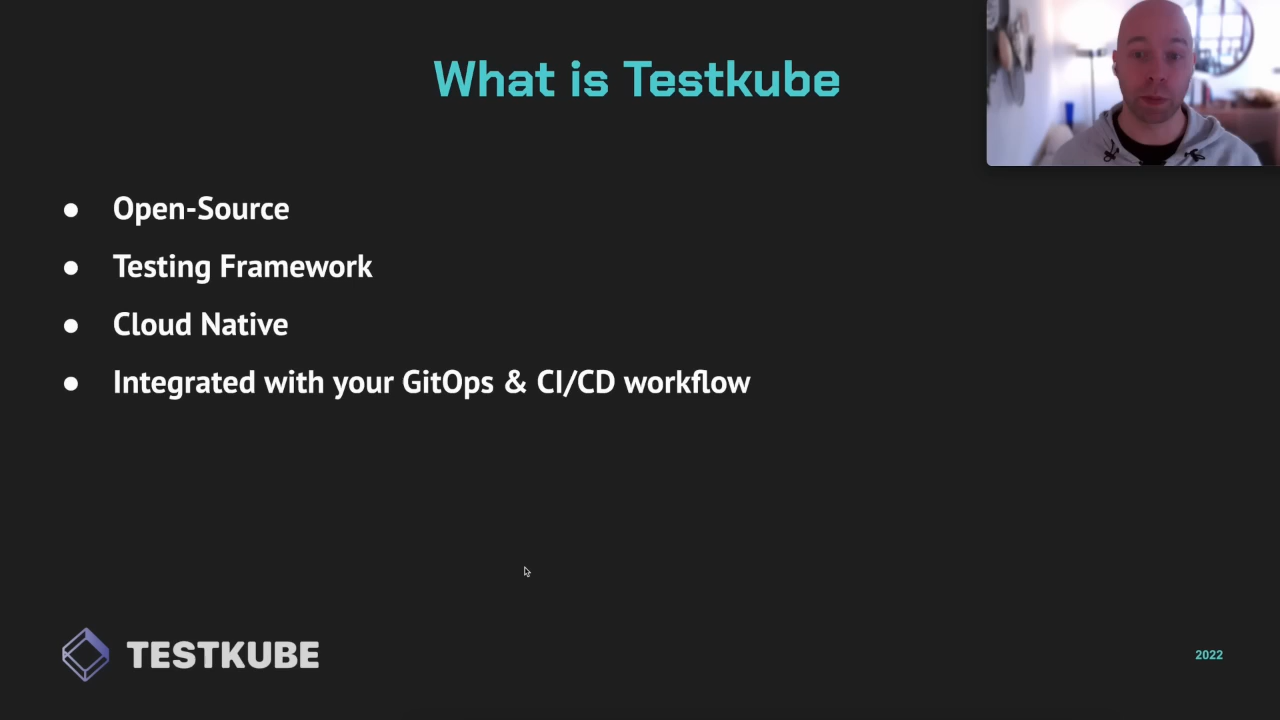 What is Testkube
● Open-Source
● Testing Framework
● Cloud Native
● Integrated with your GitOps & CI/CD workflow
TESTKUBE
2022